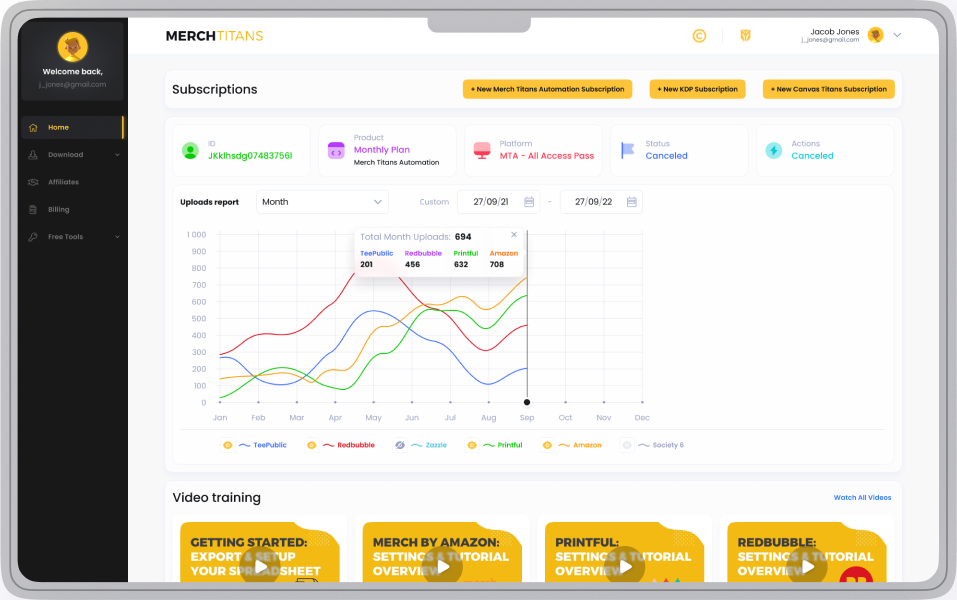 Welcome back,
j_jones@gmail.com
Home
Download
Affiliates
Billing
Free Tools
MERCHTITANS
Jacob Jones
j_jones@gmail.com
Subscriptions
+ New Merch Titans Automation Subscription
+ New KDP Subscription
+ New Canvas Titans Subscription
ID
JKklhsdg07483756l
Product
Monthly Plan
Merch Titans Automation
Platform
MTA - All Access Pass
Status
Canceled
Actions
Canceled
Uploads report
Month
Custom
27/09/21
-
27/09/22
Total Month Uploads: 694
TeePublic Redbubble Printful Amazon
201 456 632 708
1 000
900
800
700
600
500
400
300
200
100
0
Jan Feb Mar Apr May Jun Jul Aug Sep Oct Nov Dec
TeePublic Redbubble Zazzle Printful Amazon Society 6
Video training
Watch All Videos
GETTING STARTED:
EXPORT & SETUP
YOUR SPREADSHEET
MERCH BY AMAZON:
SETTINGS & TUTORIAL
OVERVIEW
PRINTFUL:
SETTINGS & TUTORIAL
OVERVIEW
REDBUBBLE:
SETTINGS & TUTORIAL
OVERVIEW